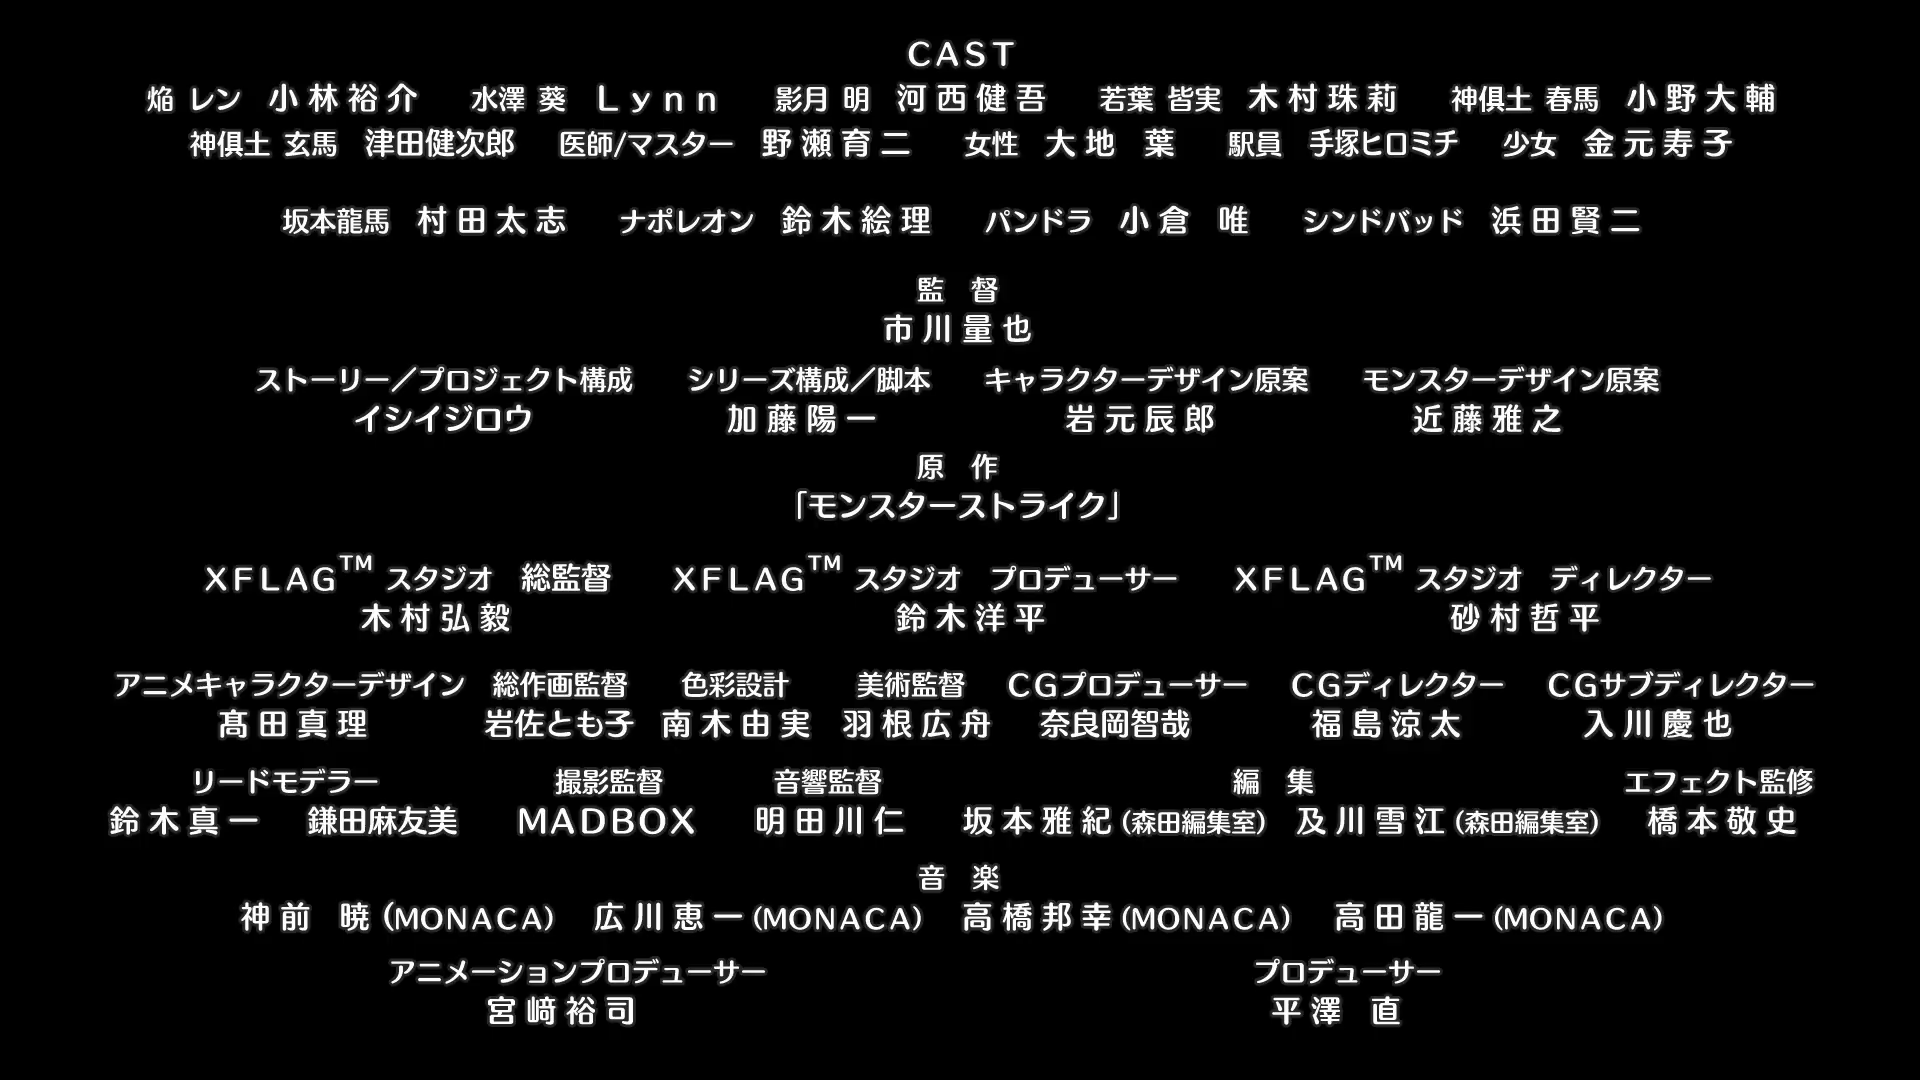 CAST
焔 レン 小林裕介 水澤 葵 Lynn 影月 明 河西健吾 若葉 皆実 木村珠莉 神倶土 春馬 小野大輔
神倶土 玄馬 津田健次郎 医師/マスター 野瀬育二 女性 大地 葉 駅員 手塚ヒロミチ 少女 金元寿子
坂本龍馬 村田太志 ナポレオン 鈴木絵理 パンドラ 小倉 唯 シンドバッド 浜田賢二
監 督
市川量也
ストーリー／プロジェクト構成 シリーズ構成／脚本 キャラクターデザイン原案 モンスターデザイン原案
イシイジロウ 加藤陽一 岩元辰郎 近藤雅之
原 作
「モンスターストライク」
XFLAG™ スタジオ 総監督 XFLAG™ スタジオ プロデューサー XFLAG™ スタジオ ディレクター
木村弘毅 鈴木洋平 砂村哲平
アニメキャラクターデザイン 総作画監督 色彩設計 美術監督 CGプロデューサー CGディレクター CGサブディレクター
髙田真理 岩佐とも子 南木由実 羽根広舟 奈良岡智哉 福島涼太 入川慶也
リードモデラー 撮影監督 音響監督 編 集 エフェクト監修
鈴木真一 鎌田麻友美 MADBOX 明田川仁 坂本雅紀(森田編集室) 及川雪江(森田編集室) 橋本敬史
音 楽
神前 暁(MONACA) 広川恵一(MONACA) 高橋邦幸(MONACA) 高田龍一(MONACA)
アニメーションプロデューサー プロデューサー
宮﨑裕司 平澤 直